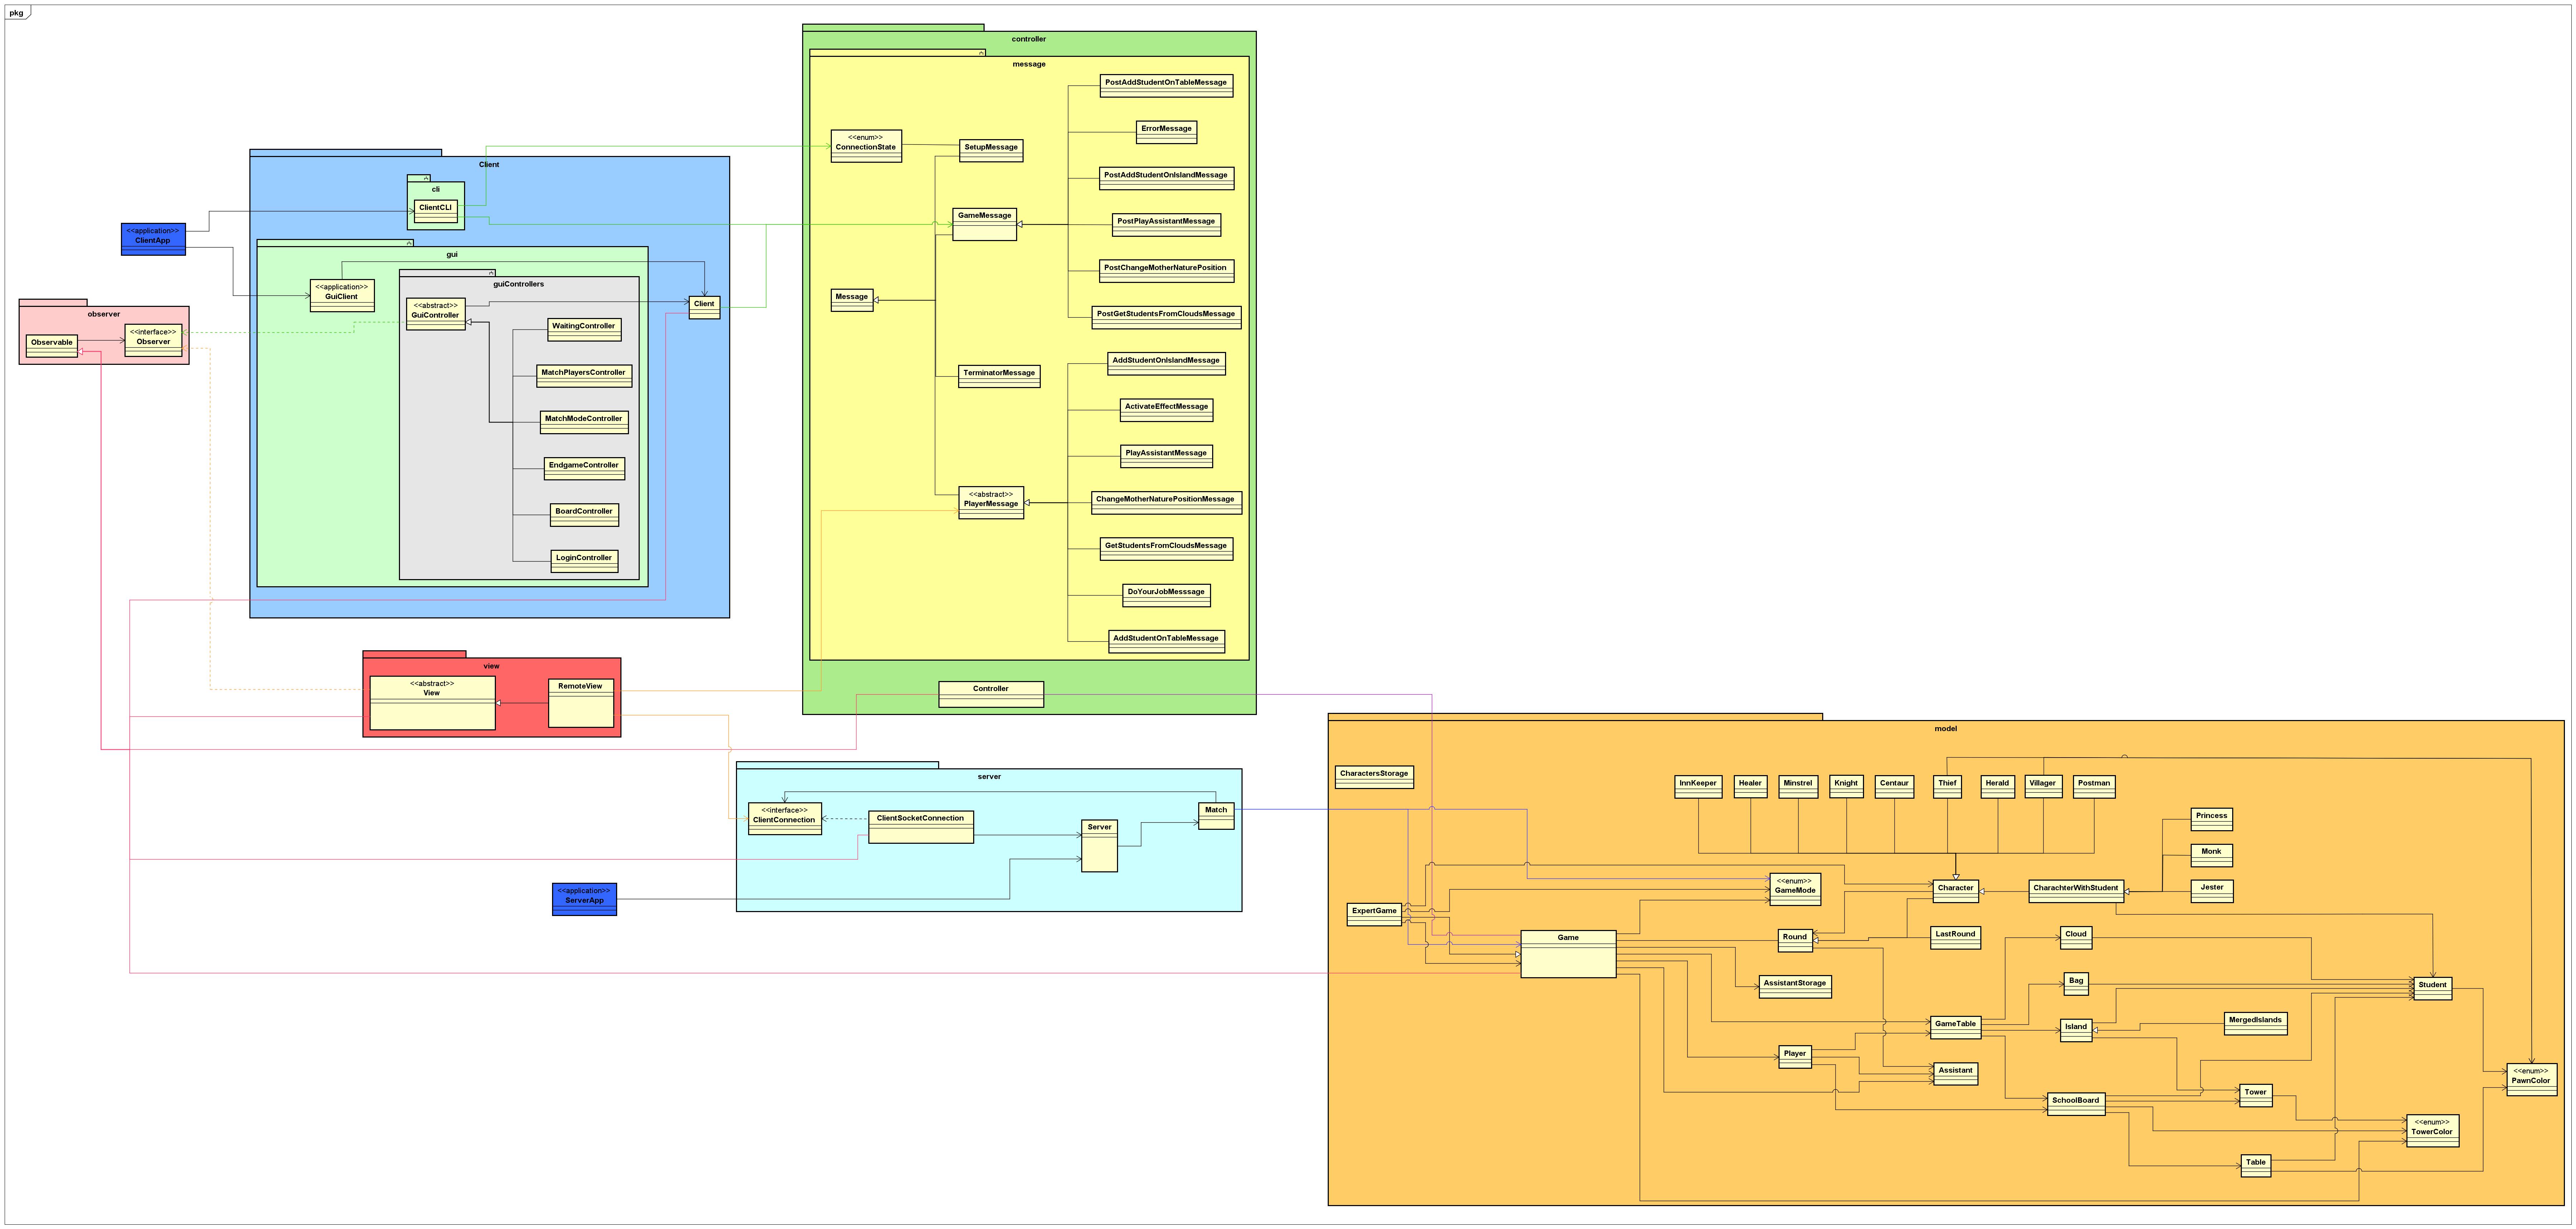 pkg
controller
message
PostAddStudentOnTableMessage
ErrorMessage
<<enum>>
ConnectionState
SetupMessage
PostAddStudentOnIslandMessage
GameMessage
PostPlayAssistantMessage
PostChangeMotherNaturePosition
Message
PostGetStudentsFromCloudsMessage
AddStudentOnIslandMessage
TerminatorMessage
ActivateEffectMessage
PlayAssistantMessage
<<abstract>>
PlayerMessage
ChangeMotherNaturePositionMessage
GetStudentsFromCloudsMessage
DoYourJobMesssage
AddStudentOnTableMessage
Controller
Client
cli
ClientCLI
<<application>>
ClientApp
gui
<<application>>
GuiClient
guiControllers
<<abstract>>
GuiController
Client
WaitingController
MatchPlayersController
MatchModeController
EndgameController
BoardController
LoginController
observer
Observable
<<interface>>
Observer
view
<<abstract>>
View
RemoteView
server
<<interface>>
ClientConnection
ClientSocketConnection
Server
Match
<<application>>
ServerApp
model
CharactersStorage
InnKeeper
Healer
Minstrel
Knight
Centaur
Thief
Herald
Villager
Postman
Princess
Monk
Jester
<<enum>>
GameMode
Character
CharachterWithStudent
ExpertGame
Game
Round
LastRound
Cloud
AssistantStorage
Bag
Student
GameTable
Island
MergedIslands
Player
Assistant
<<enum>>
PawnColor
SchoolBoard
Tower
<<enum>>
TowerColor
Table